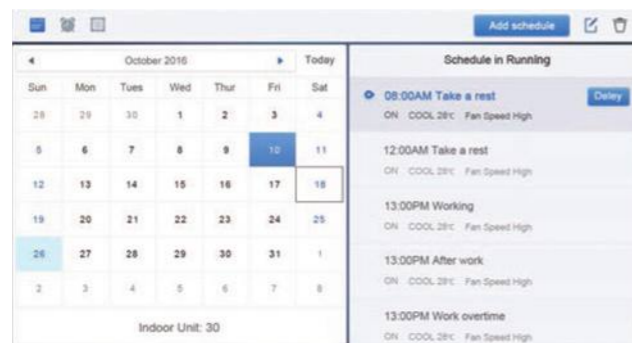 Add schedule
October 2016 Today
Sun Mon Tues Wed Thur Fri Sat
28 29 30 1 2 3 4
5 6 7 8 9 10 11
12 13 14 15 16 17 18
19 20 21 22 23 24 25
26 27 28 29 30 31 1
2 3 4 5 6 7 8
Indoor Unit: 30
Schedule in Running
08:00AM Take a rest Deley
ON COOL 28℃ Fan Speed High
12:00AM Take a rest
ON COOL 28℃ Fan Speed High
13:00PM Working
ON COOL 28℃ Fan Speed High
13:00PM After work
ON COOL 28℃ Fan Speed High
13:00PM Work overtime
ON COOL 28℃ Fan Speed High